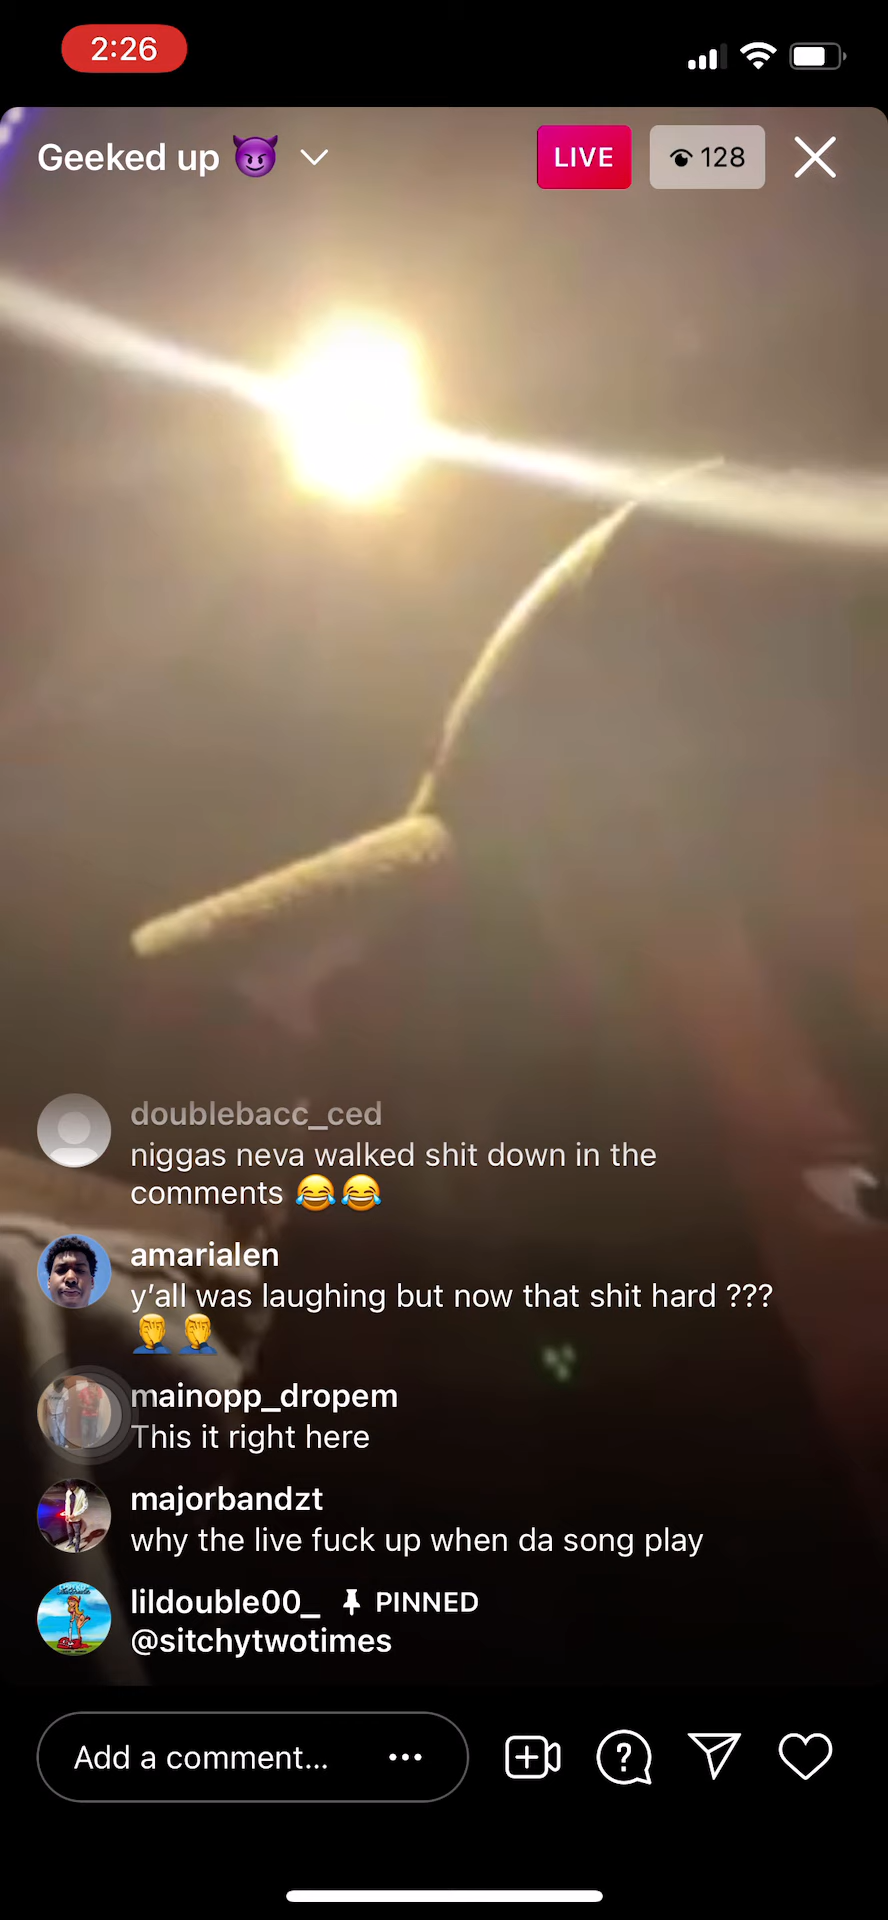 2:26
Geeked up 😈
LIVE
128
doublebacc_ced
niggas neva walked shit down in the
comments 😂😂
amarialen
y'all was laughing but now that shit hard ???
🤦‍♂️🤦‍♂️
mainopp_dropem
This it right here
majorbandzt
why the live fuck up when da song play
lildouble00_ PINNED
@sitchytwotimes
Add a comment...